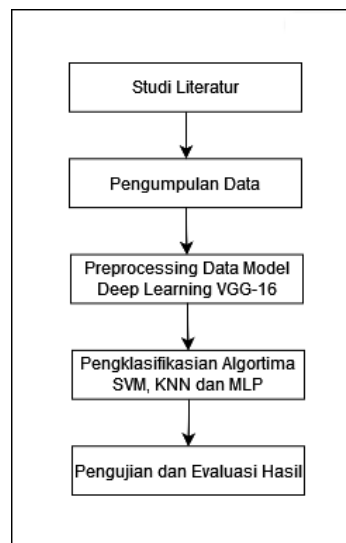 Studi Literatur
Pengumpulan Data
Preprocessing Data Model
Deep Learning VGG-16
Pengklasifikasian Algortima
SVM, KNN dan MLP
Pengujian dan Evaluasi Hasil